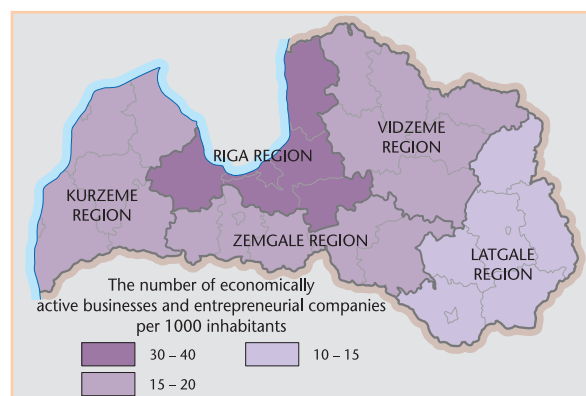 RIGA REGION
VIDZEME
REGION
KURZEME
REGION
ZEMGALE REGION
LATGALE
REGION
The number of economically
active businesses and entrepreneurial companies
per 1000 inhabitants
30 – 40
10 – 15
15 – 20